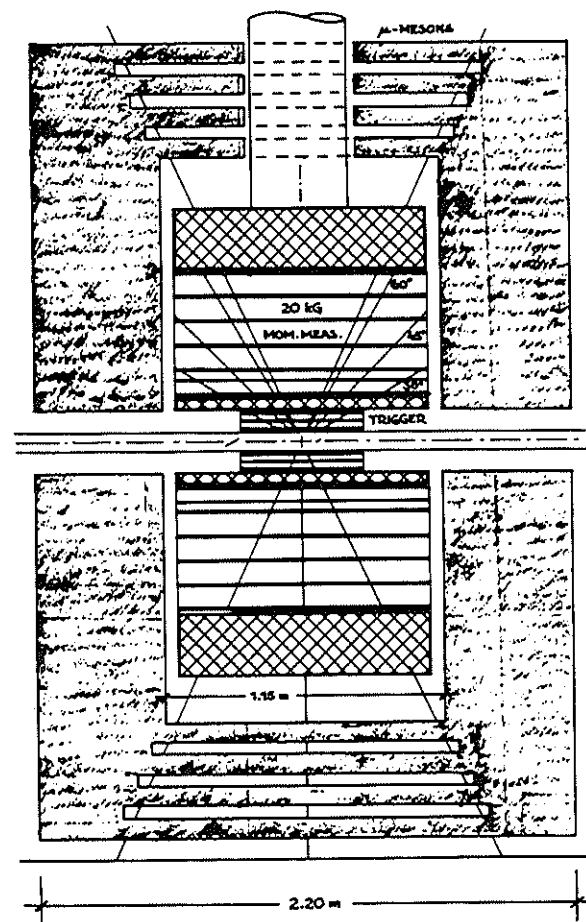 μ-MESONS
60°
20 KG
MOM. MEAS.
45°
30°
TRIGGER
1.15 m
2.20 m